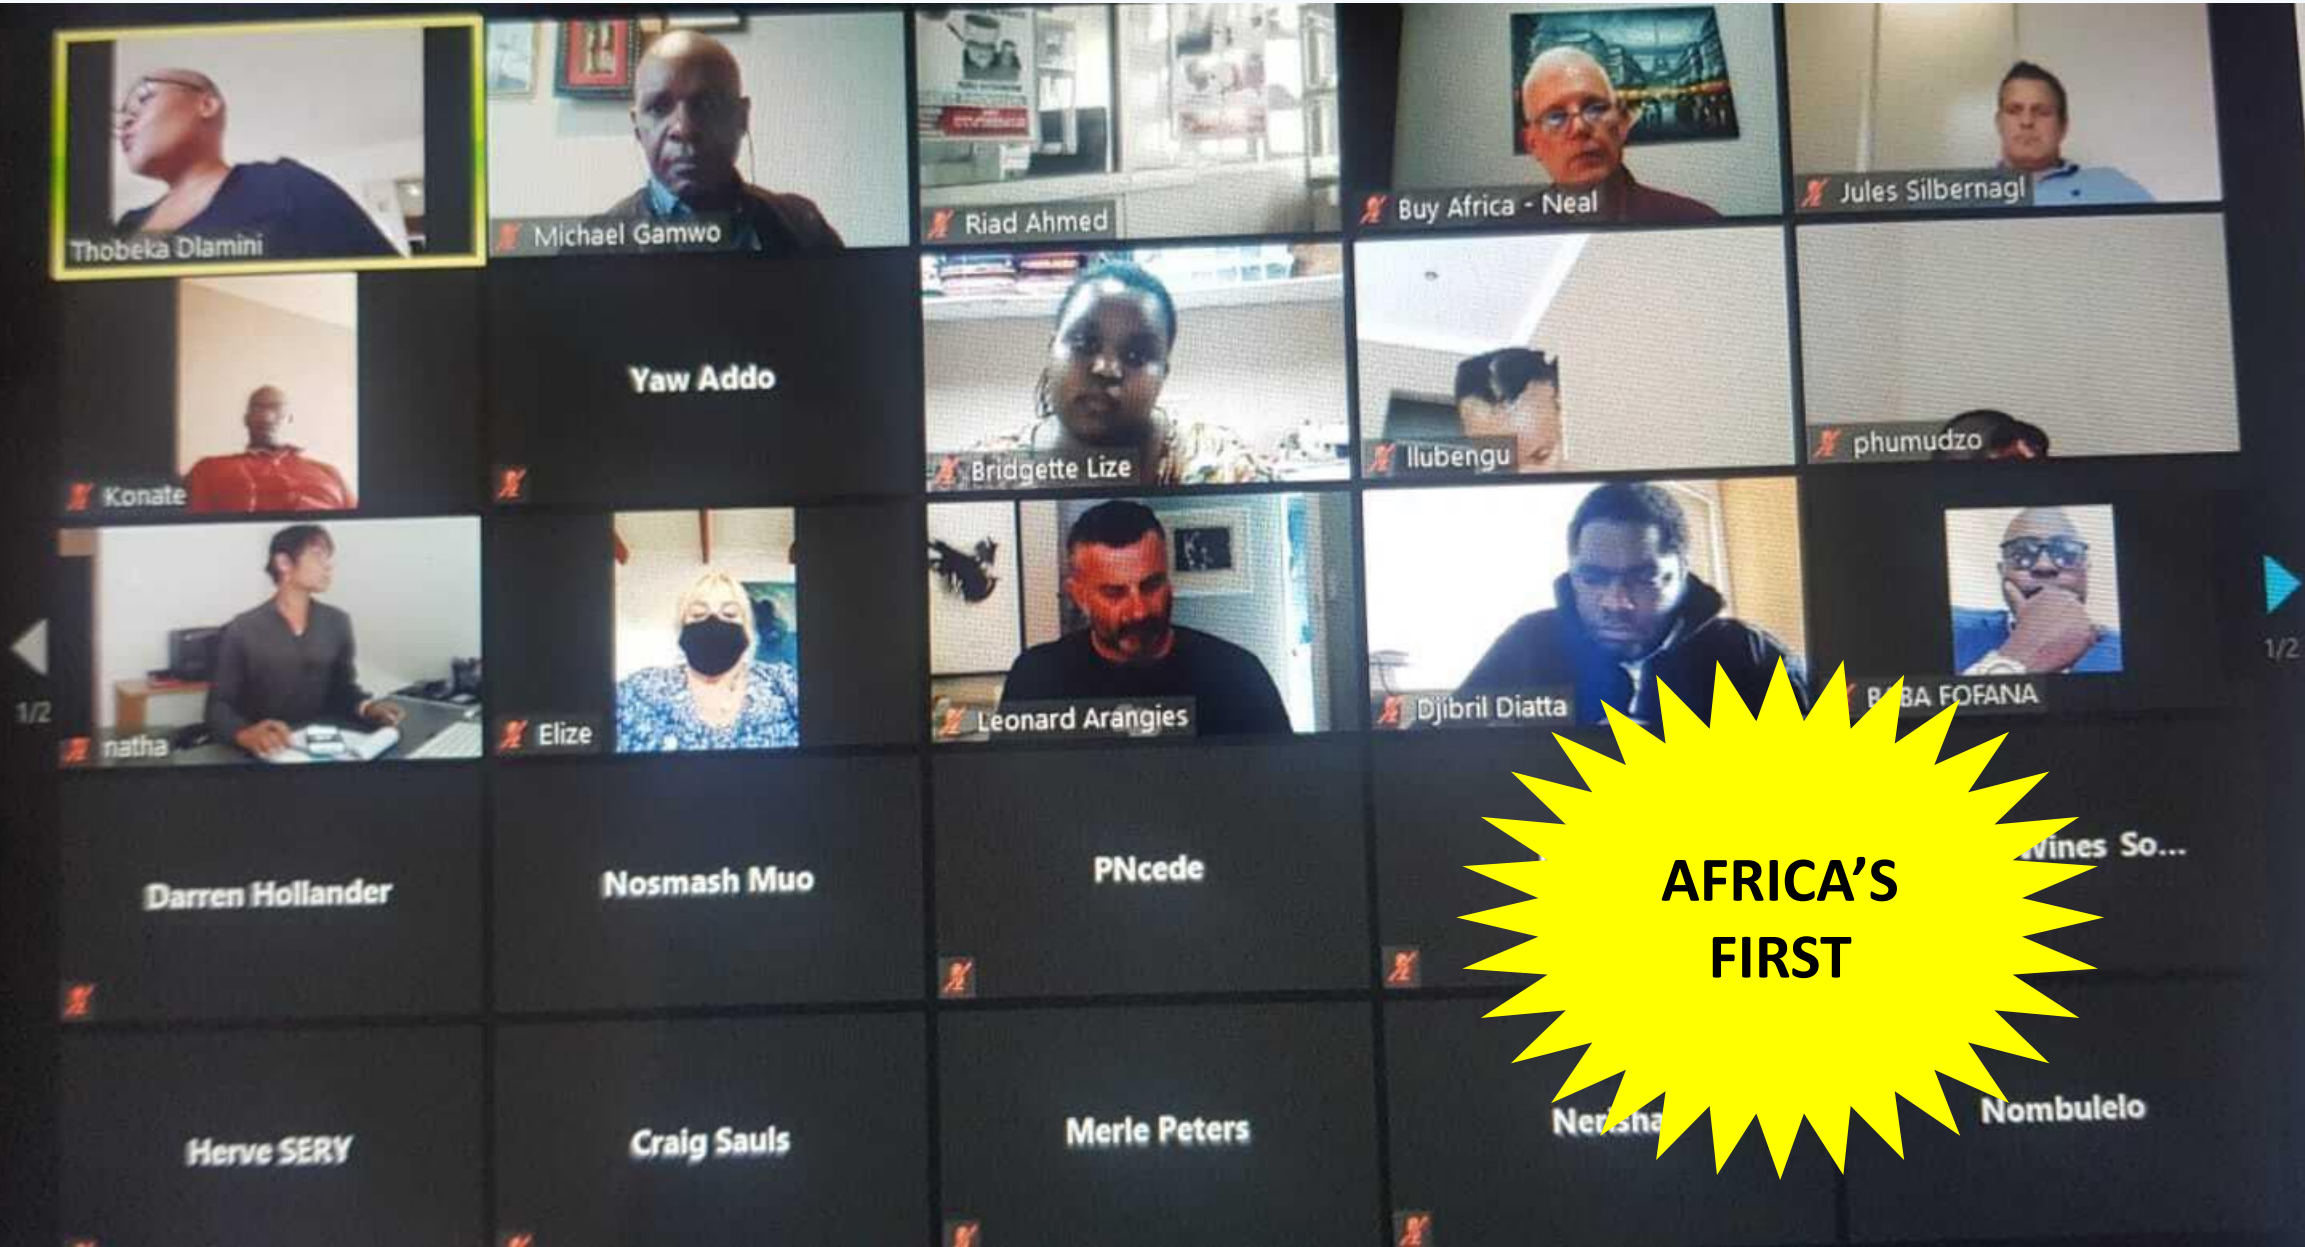 Thobeka Dlamini
Michael Gamwo
Riad Ahmed
Buy Africa - Neal
Jules Silbernagl
Konate
Yaw Addo
Bridgette Lize
llubengu
phumudzo
natha
Elize
Leonard Arangies
Djibril Diatta
FOFANA
1/2
1/2
Darren Hollander
Nosmash Muo
PNcede
So...
AFRICA'S
FIRST
Herve SERY
Craig Sauls
Merle Peters
Nombulelo